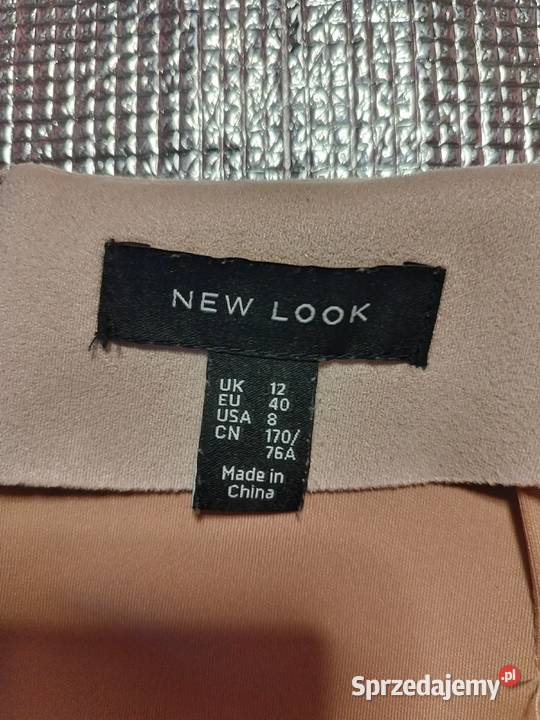 NEW LOOK
UK 12
EU 40
USA 8
CN 170/
76A
Made in
China
Sprzedajemy.pl